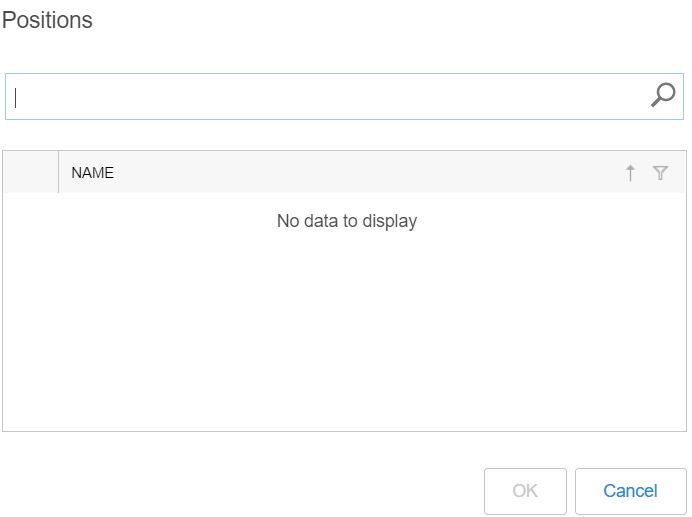 Positions
NAME
No data to display
OK Cancel